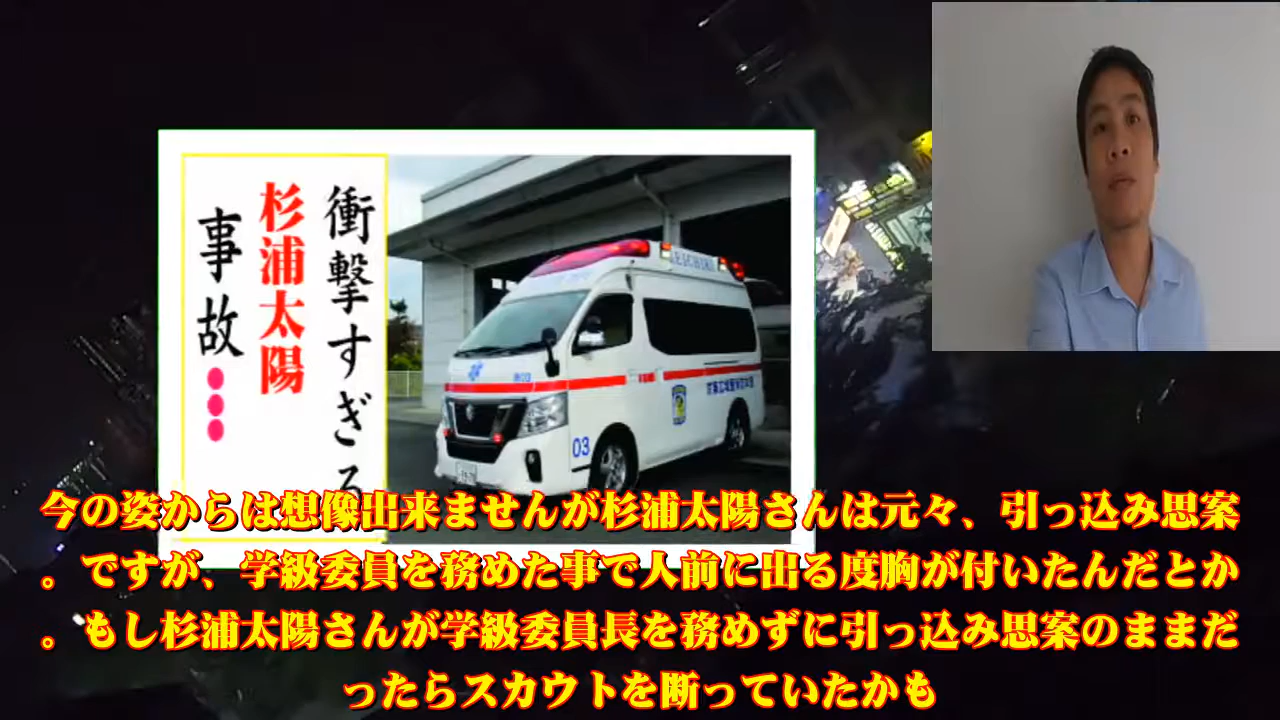 衝撃すぎる
杉浦太陽
事故●●●
03
今の姿からは想像出来ませんが杉浦太陽さんは元々、引っ込み思案
。ですが、学級委員を務めた事で人前に出る度胸が付いたんだとか
。もし杉浦太陽さんが学級委員長を務めずに引っ込み思案のままだ
ったらスカウトを断っていたかも